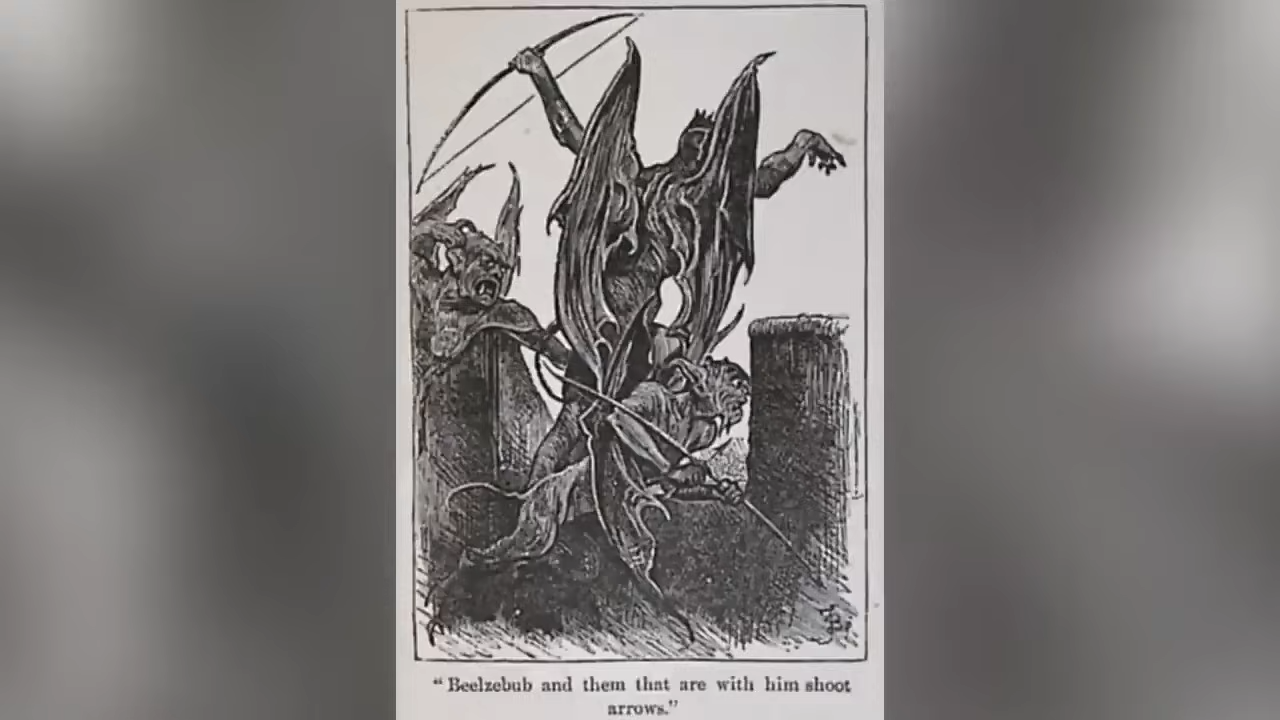 “Beelzebub and them that are with him shoot
arrows.”